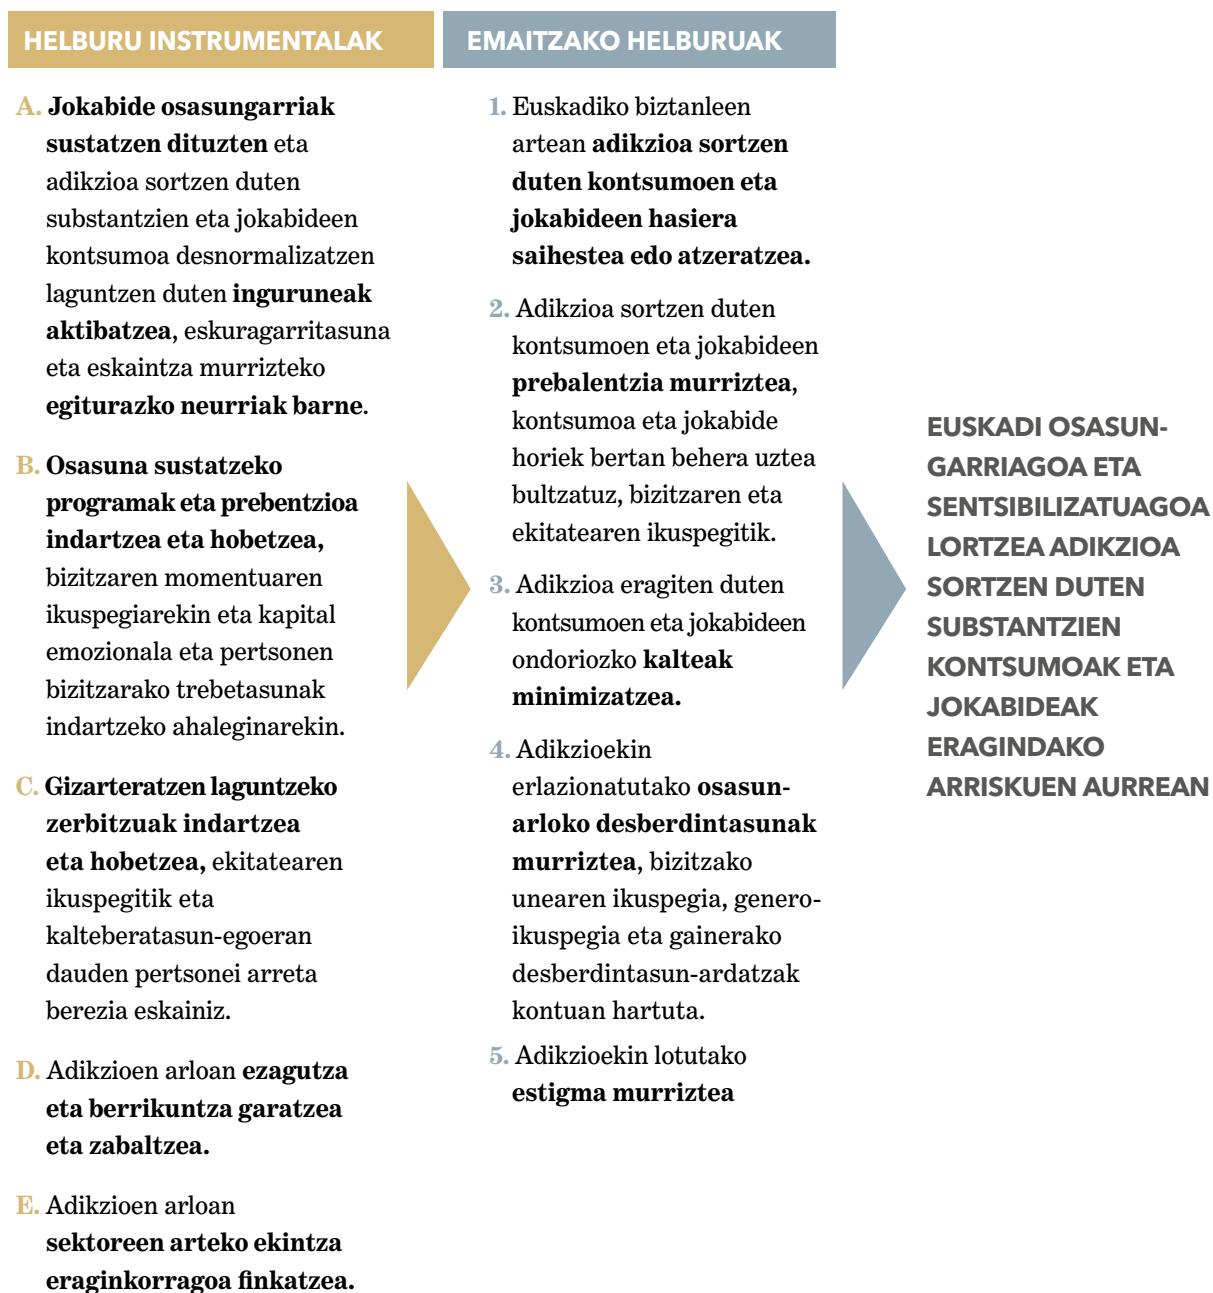 HELBURU INSTRUMENTALAK
A. Jokabide osasungarriak
sustatzen dituzten eta
adikzioa sortzen duten
substantzien eta jokabideen
kontsumoa desnormalizatzen
laguntzen duten inguruneak
aktibatzea, eskuragarritasuna
eta eskaintza murrizteko
egiturazko neurriak barne.
B. Osasuna sustatzeko
programak eta prebentzioa
indartzea eta hobetzea,
bizitzaren momentuaren
ikuspegiarekin eta kapital
emozionala eta pertsonen
bizitzarako trebetasunak
indartzeko ahaleginarekin.
C. Gizarteratzen laguntzeko
zerbitzuak indartzea
eta hobetzea, ekitatearen
ikuspegitik eta
kalteberatasun-egoeran
dauden pertsonei arreta
berezia eskainiz.
D. Adikzioen arloan ezagutza
eta berrikuntza garatzea
eta zabaltzea.
E. Adikzioen arloan
sektoreen arteko ekintza
eraginkorragoa finkatzea.
EMAITZAKO HELBURUAK
1. Euskadiko biztanleen
artean adikzioa sortzen
duten kontsumoen eta
jokabideen hasiera
saihestea edo atzeratzea.
2. Adikzioa sortzen duten
kontsumoen eta jokabideen
prebalentzia murriztea,
kontsumoa eta jokabide
horiek bertan behera uztea
bultzatuz, bizitzaren eta
ekitatearen ikuspegitik.
3. Adikzioa eragiten duten
kontsumoen eta jokabideen
ondoriozko kalteak
minimizatzea.
4. Adikzioekin
erlazionatutako osasun-
arloko desberdintasunak
murriztea, bizitzako
unearen ikuspegia, genero-
ikuspegia eta gainerako
desberdintasun-ardatzak
kontuan hartuta.
5. Adikzioekin lotutako
estigma murriztea
EUSKADI OSASUN-
GARRIAGOA ETA
SENTSIBILIZATUAGOA
LORTZEA ADIKZIOA
SORTZEN DUTEN
SUBSTANTZIEN
KONTSUMOAK ETA
JOKABIDEAK
ERAGINDAKO
ARRISKUEN AURREAN